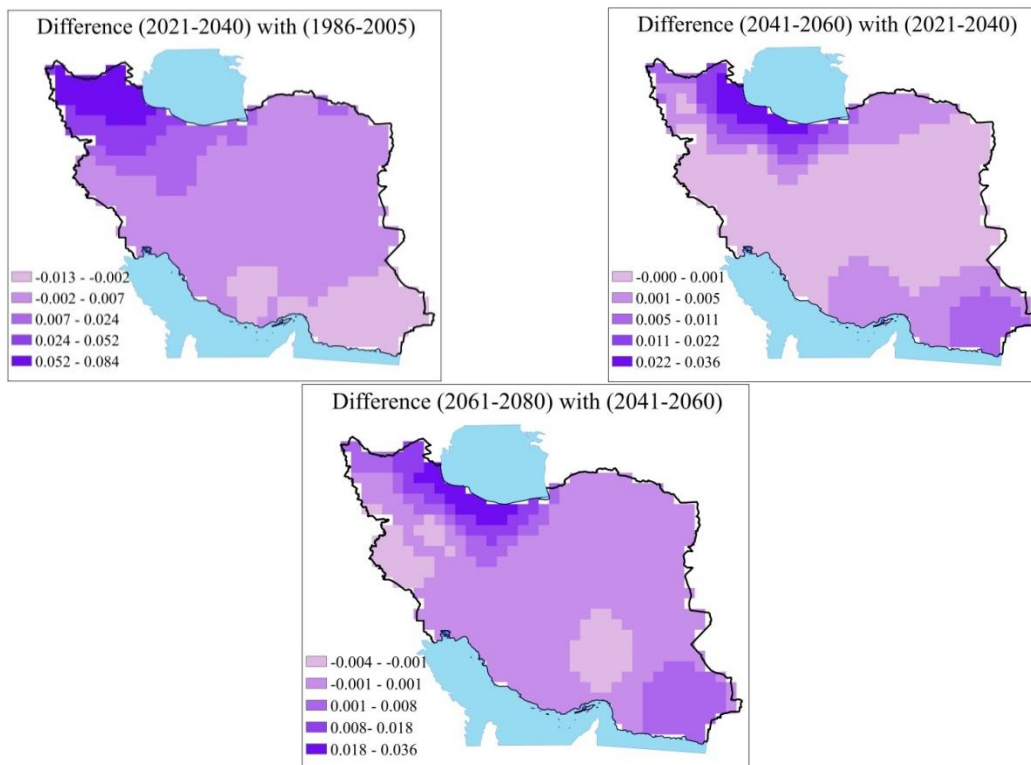 Difference (2021-2040) with (1986-2005)
-0.013 - -0.002
-0.002 - 0.007
0.007 - 0.024
0.024 - 0.052
0.052 - 0.084
Difference (2041-2060) with (2021-2040)
-0.000 - 0.001
0.001 - 0.005
0.005 - 0.011
0.011 - 0.022
0.022 - 0.036
Difference (2061-2080) with (2041-2060)
-0.004 - -0.001
-0.001 - 0.001
0.001 - 0.008
0.008- 0.018
0.018 - 0.036